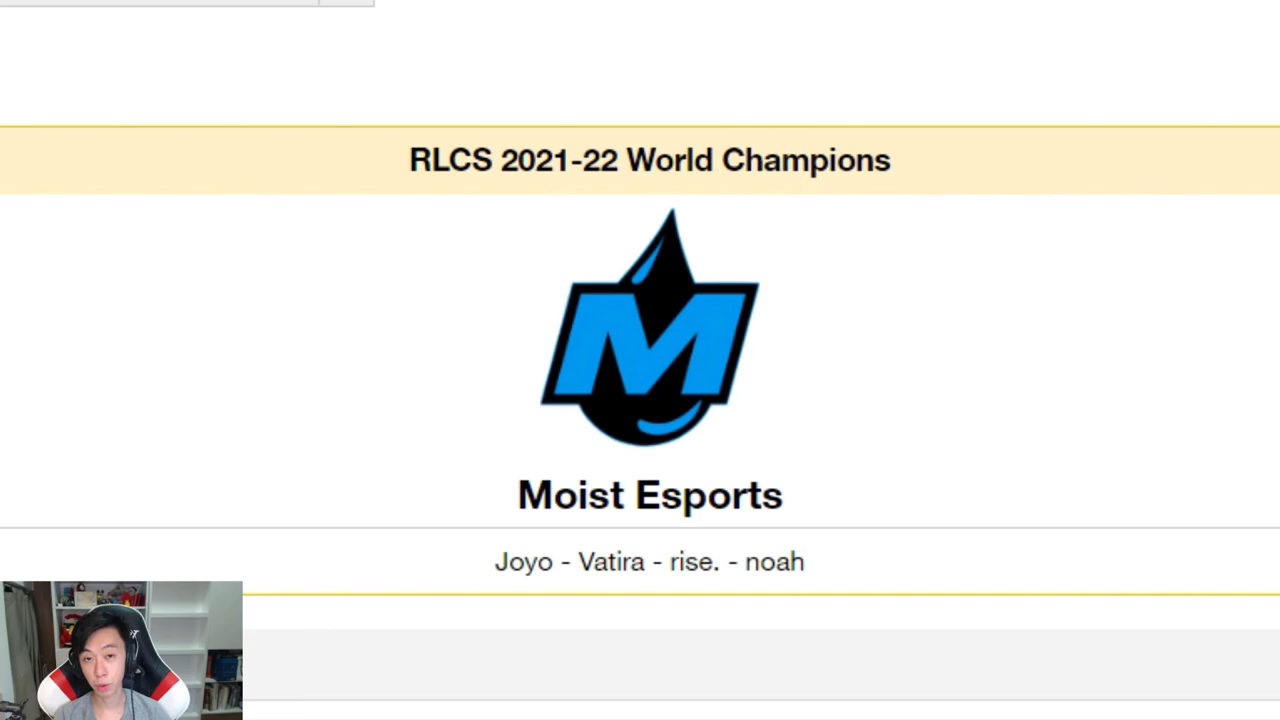 RLCS 2021-22 World Champions
M
Moist Esports
Joyo - Vatira - rise. - noah